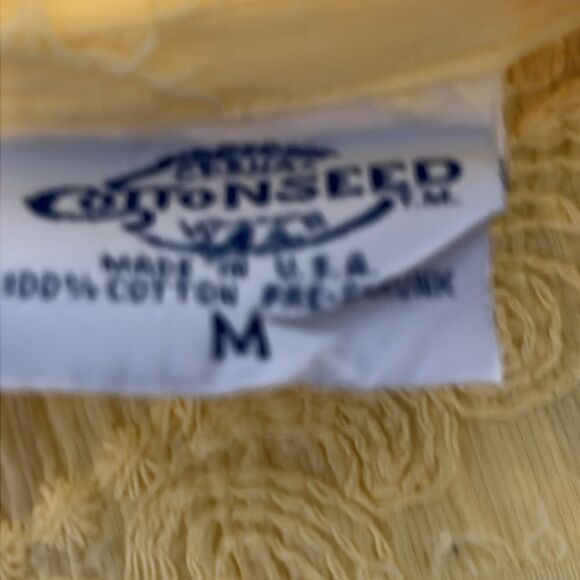 COTTONSEED
T.M.
MADE IN U.S.A.
100% COTTON PRE-SHRUNK
M